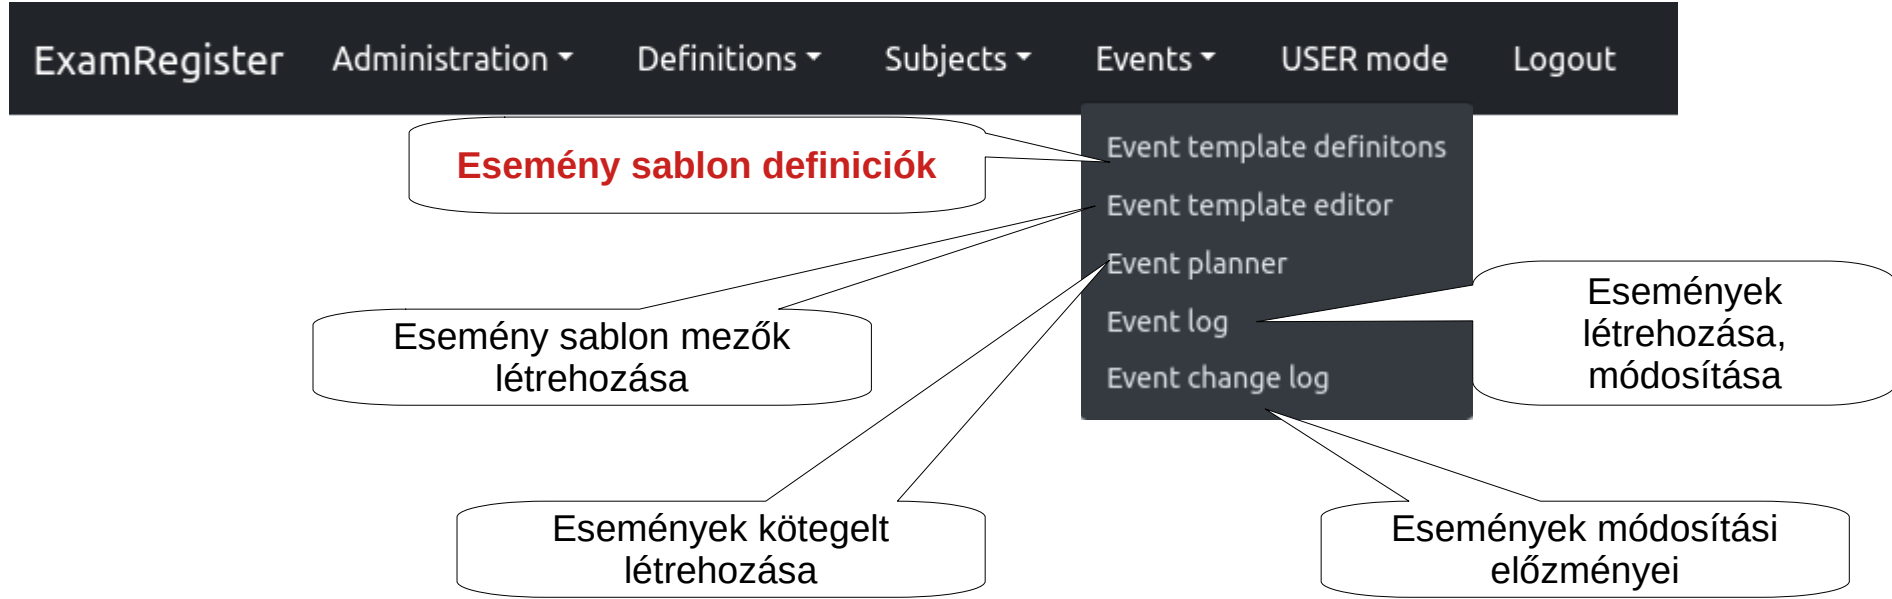 ExamRegister Administration Definitions Subjects Events USER mode Logout
Esemény sablon definiciók
Event template definitons
Event template editor
Event planner
Event log
Event change log
Esemény sablon mezők
létrehozása
Események
létrehozása,
módosítása
Események kötegelt
létrehozása
Események módosítási
előzményei